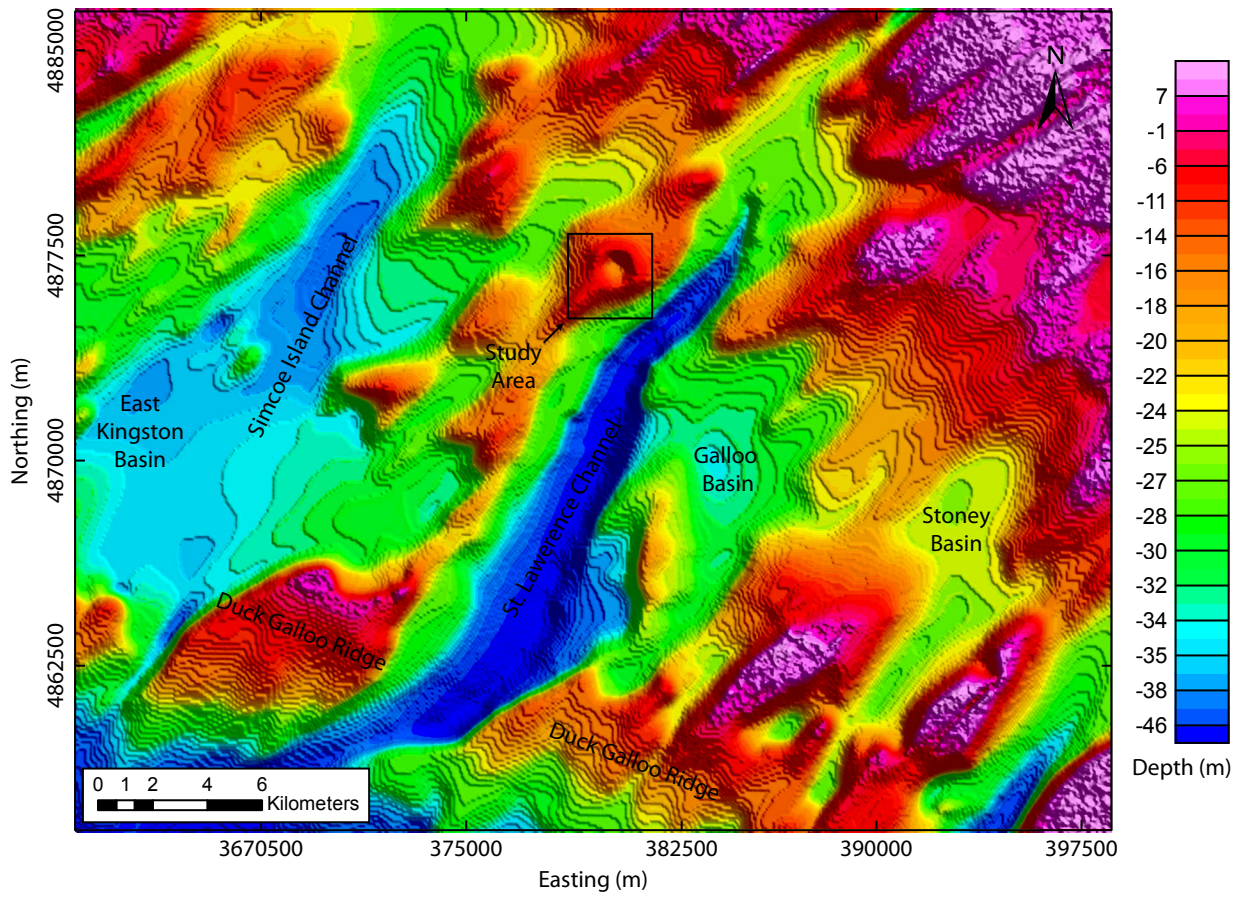 4885000
4877500
4870000
4862500
Northing (m)
N
Simcoe Island Channel
East
Kingston
Basin
Study
Area
St. Lawerence Channel
Galloo
Basin
Stoney
Basin
Duck Galloo Ridge
Duck Galloo Ridge
0 1 2 4 6
Kilometers
3670500 375000 382500 390000 397500
Easting (m)
7
-1
-6
-11
-14
-16
-18
-20
-22
-24
-25
-27
-28
-30
-32
-34
-35
-38
-46
Depth (m)